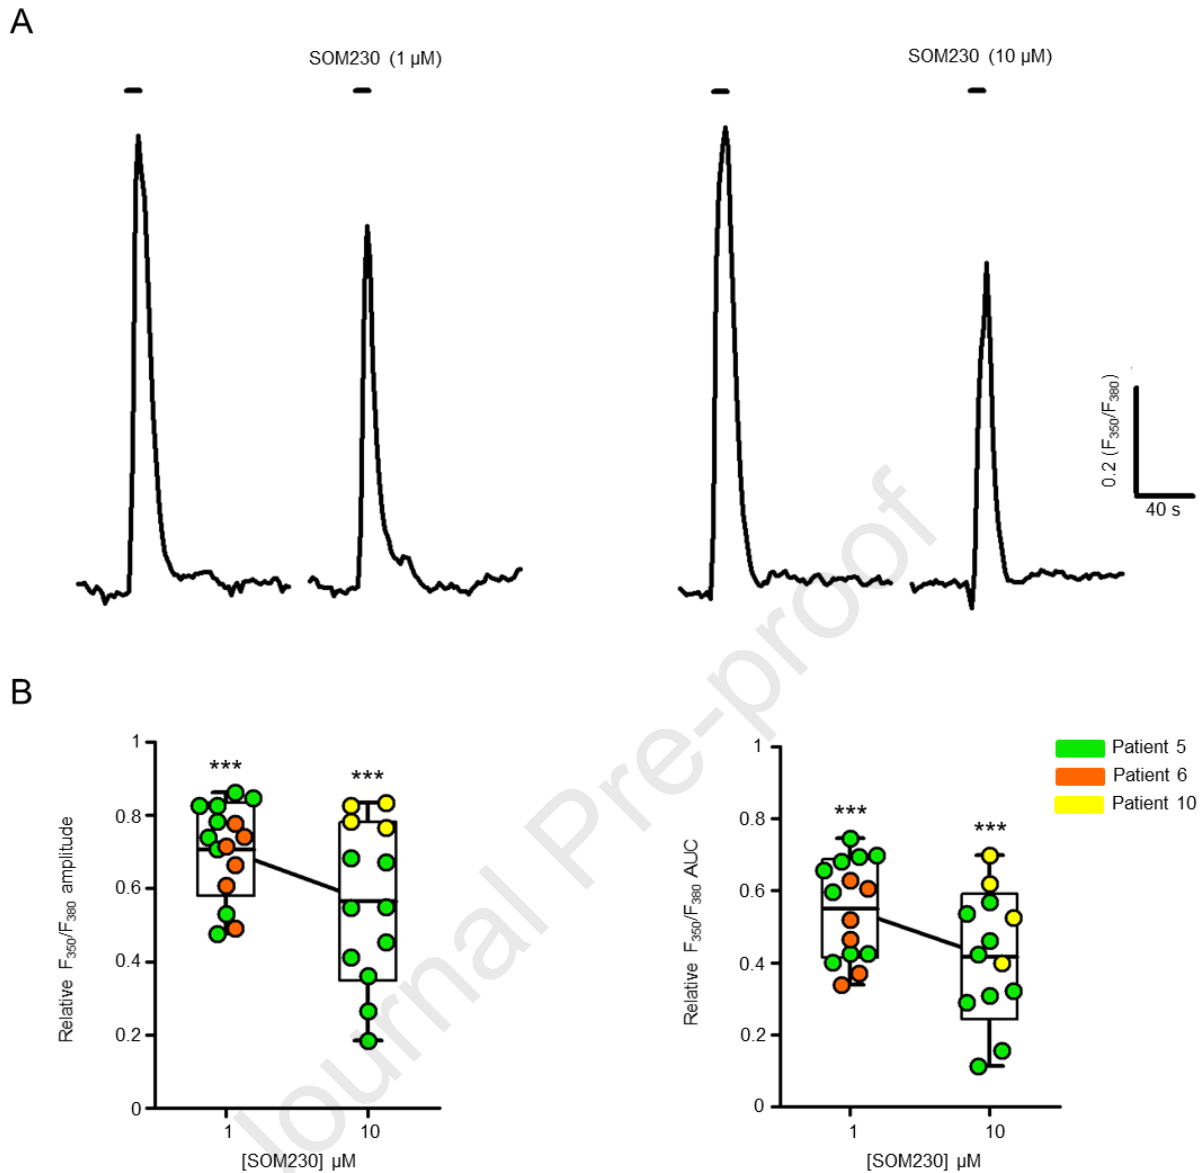 A
SOM230 (1 µM)
SOM230 (10 µM)
0.2 (F350/F380)
40 s
B
Relative F350/F380 amplitude
1
0.8
0.6
0.4
0.2
0
***
***
1
10
[SOM230] µM
Relative F350/F380 AUC
1
0.8
0.6
0.4
0.2
0
***
***
1
10
[SOM230] µM
Patient 5
Patient 6
Patient 10
Journal Pre-proof